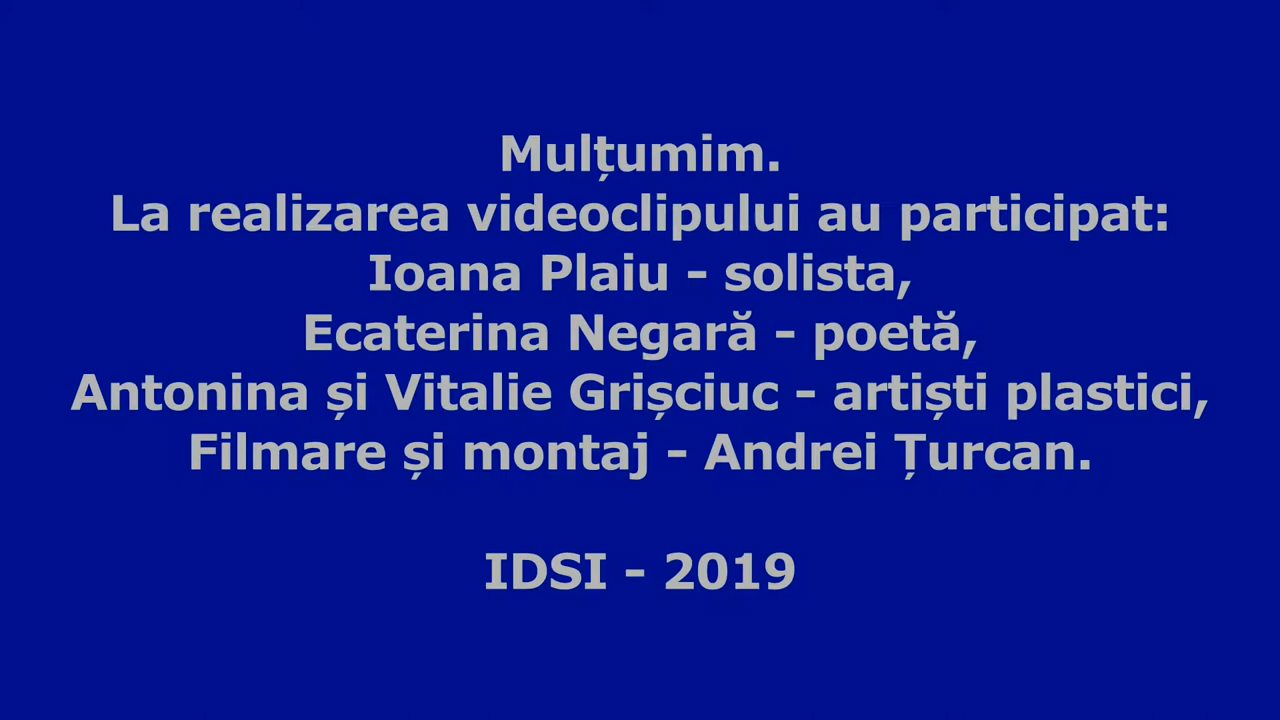 Mulțumim.
La realizarea videoclipului au participat:
Ioana Plaiu - solista,
Ecaterina Negară - poetă,
Antonina și Vitalie Grișciuc - artiști plastici,
Filmare și montaj - Andrei Țurcan.
IDSI - 2019